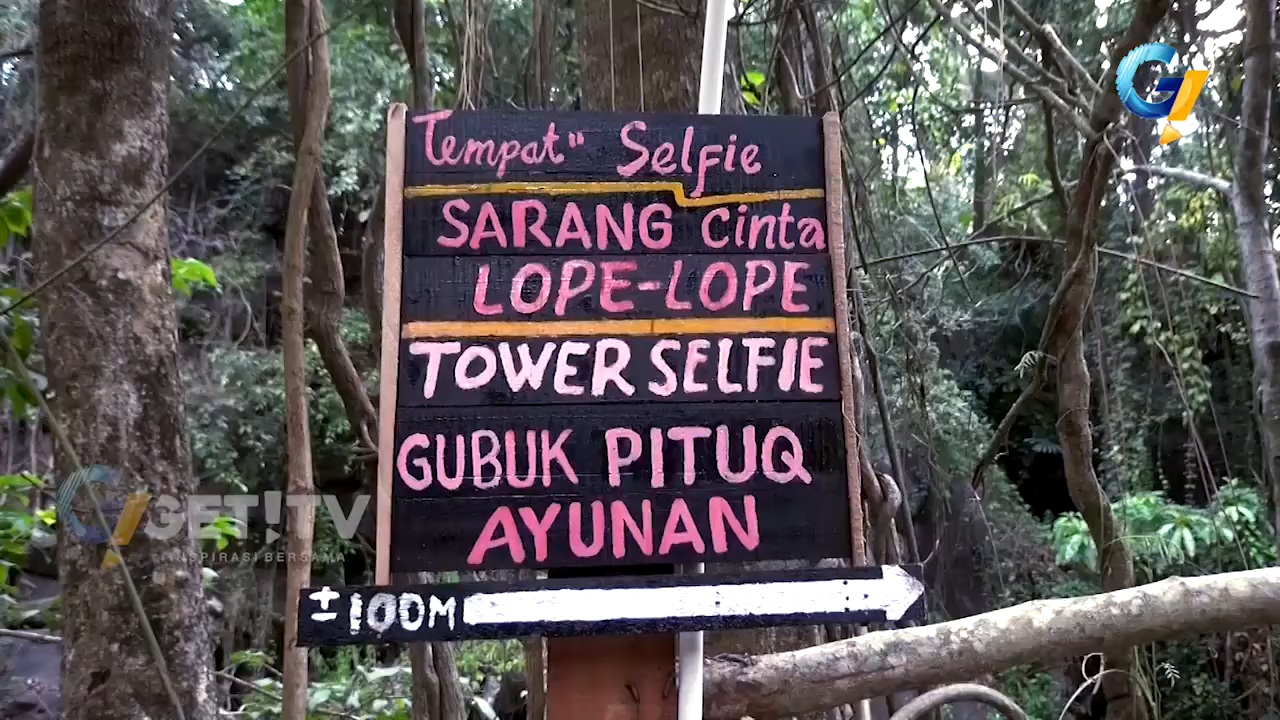 Tempat" Selfie
SARANG Cinta
LOPE-LOPE
TOWER SELFIE
GUBUK PITUQ
AYUNAN
± 100M
GET!TV
INSPIRASI BERSAMA